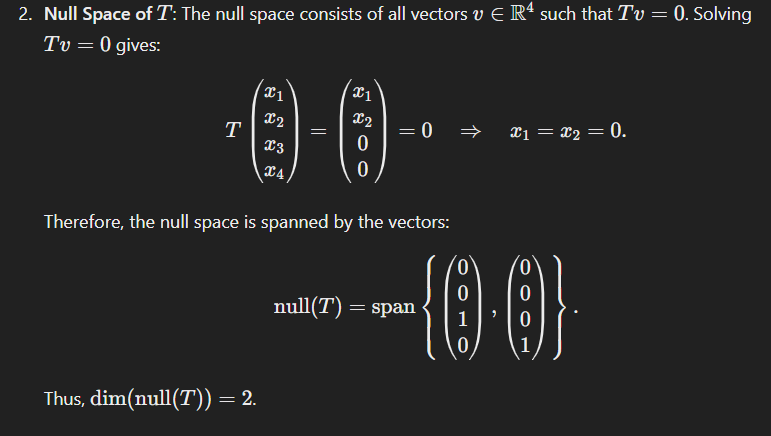 2. Null Space of T: The null space consists of all vectors v ∈ ℝ⁴ such that Tv = 0. Solving
Tv = 0 gives:
T (x₁ x₂ x₃ x₄) = (x₁ x₂ 0 0) = 0 ⇒ x₁ = x₂ = 0.
Therefore, the null space is spanned by the vectors:
null(T) = span { (0 0 1 0), (0 0 0 1) }.
Thus, dim(null(T)) = 2.